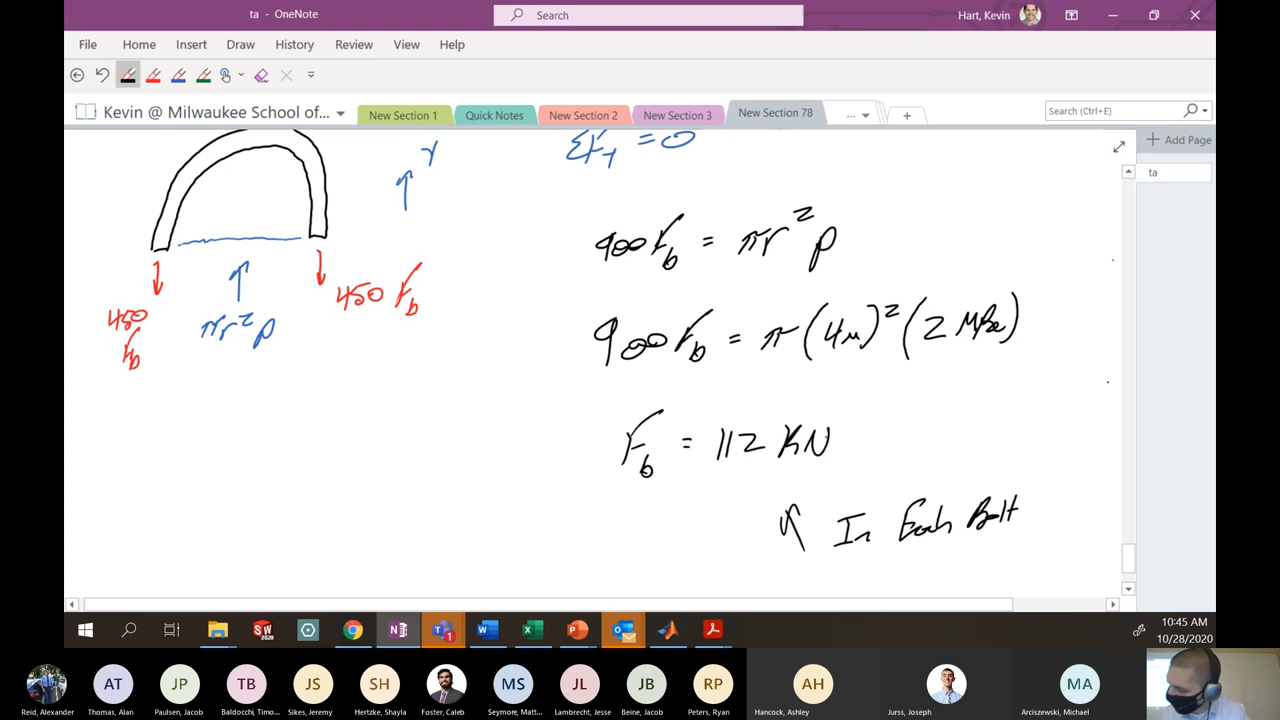 ta - OneNote
Search
Hart, Kevin
File Home Insert Draw History Review View Help
Kevin @ Milwaukee School of...
New Section 1
Quick Notes
New Section 2
New Section 3
New Section 78
...
Search (Ctrl+E)
Add Page
ta
ΣFy = 0
Y
900 Fb = πr²p
450 Fb
450 Fb
πr²p
900 Fb = π(4m)²(2 MPa)
Fb = 112 KN
In Each Bolt
10:45 AM
10/28/2020
AT
JP
TB
JS
SH
MS
JL
JB
RP
AH
MA
Reid, Alexander
Thomas, Alan
Paulsen, Jacob
Baldocchi, Timo...
Sikes, Jeremy
Hertzke, Shayla
Foster, Caleb
Seymore, Matt...
Lambrecht, Jesse
Beine, Jacob
Peters, Ryan
Hancock, Ashley
Jurss, Joseph
Arciszewski, Michael